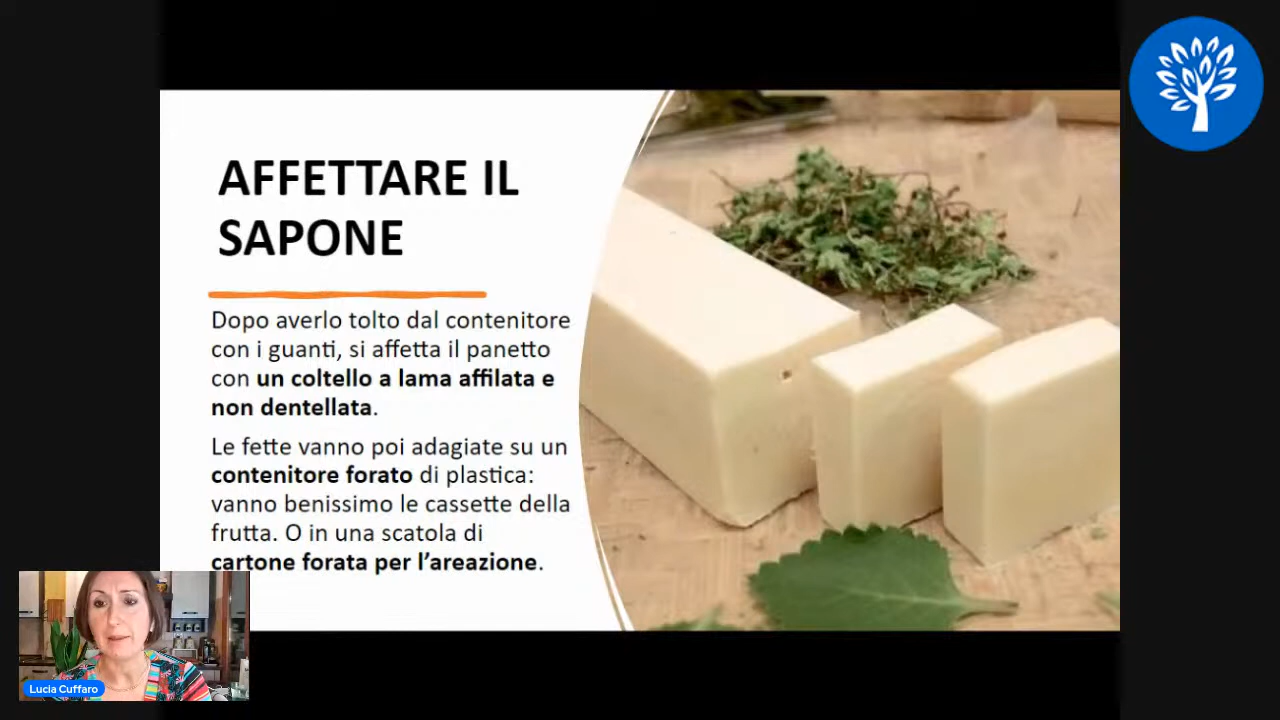 AFFETTARE IL
SAPONE
Dopo averlo tolto dal contenitore
con i guanti, si affetta il panetto
con un coltello a lama affilata e
non dentellata.
Le fette vanno poi adagiate su un
contenitore forato di plastica:
vanno benissimo le cassette della
frutta. O in una scatola di
cartone forata per l’areazione.
Lucia Cuffaro